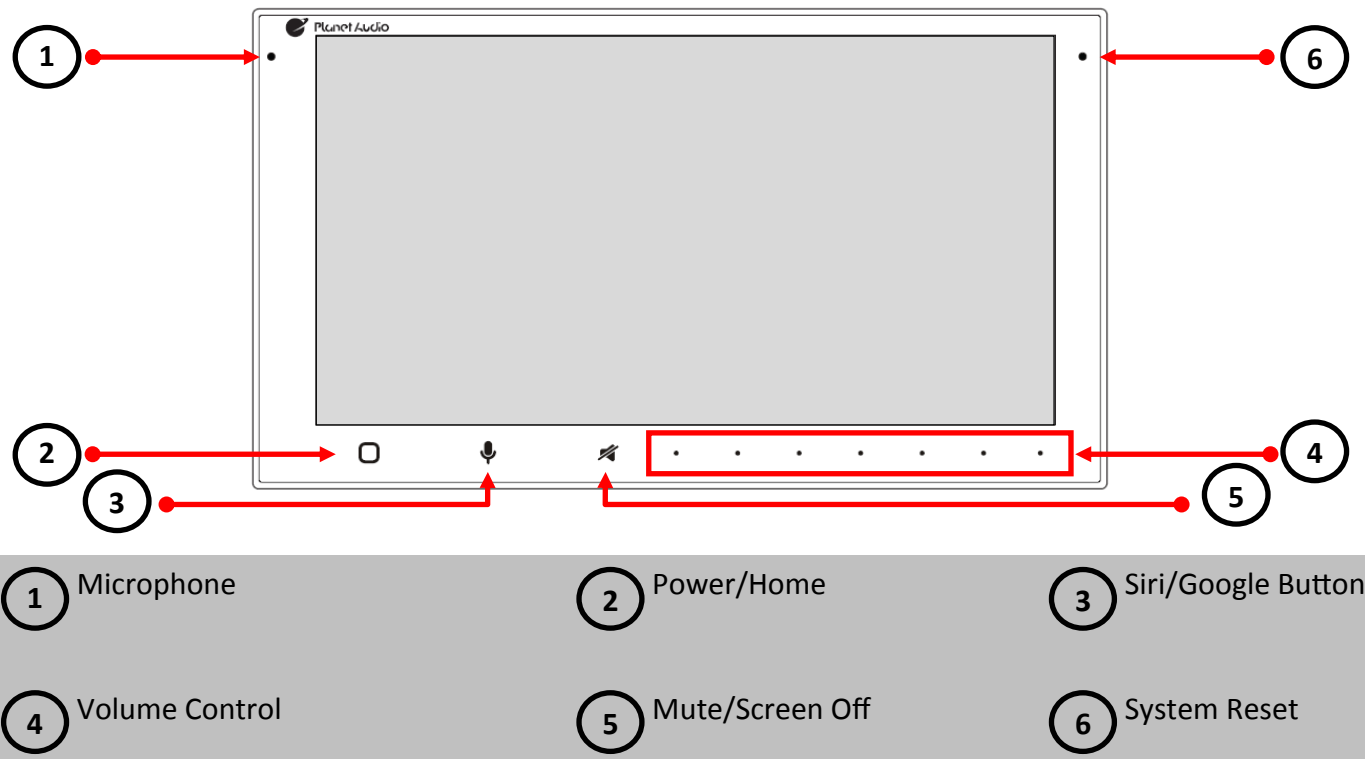 Planet Audio
1
6
2
4
3
5
1 Microphone
2 Power/Home
3 Siri/Google Button
4 Volume Control
5 Mute/Screen Off
6 System Reset